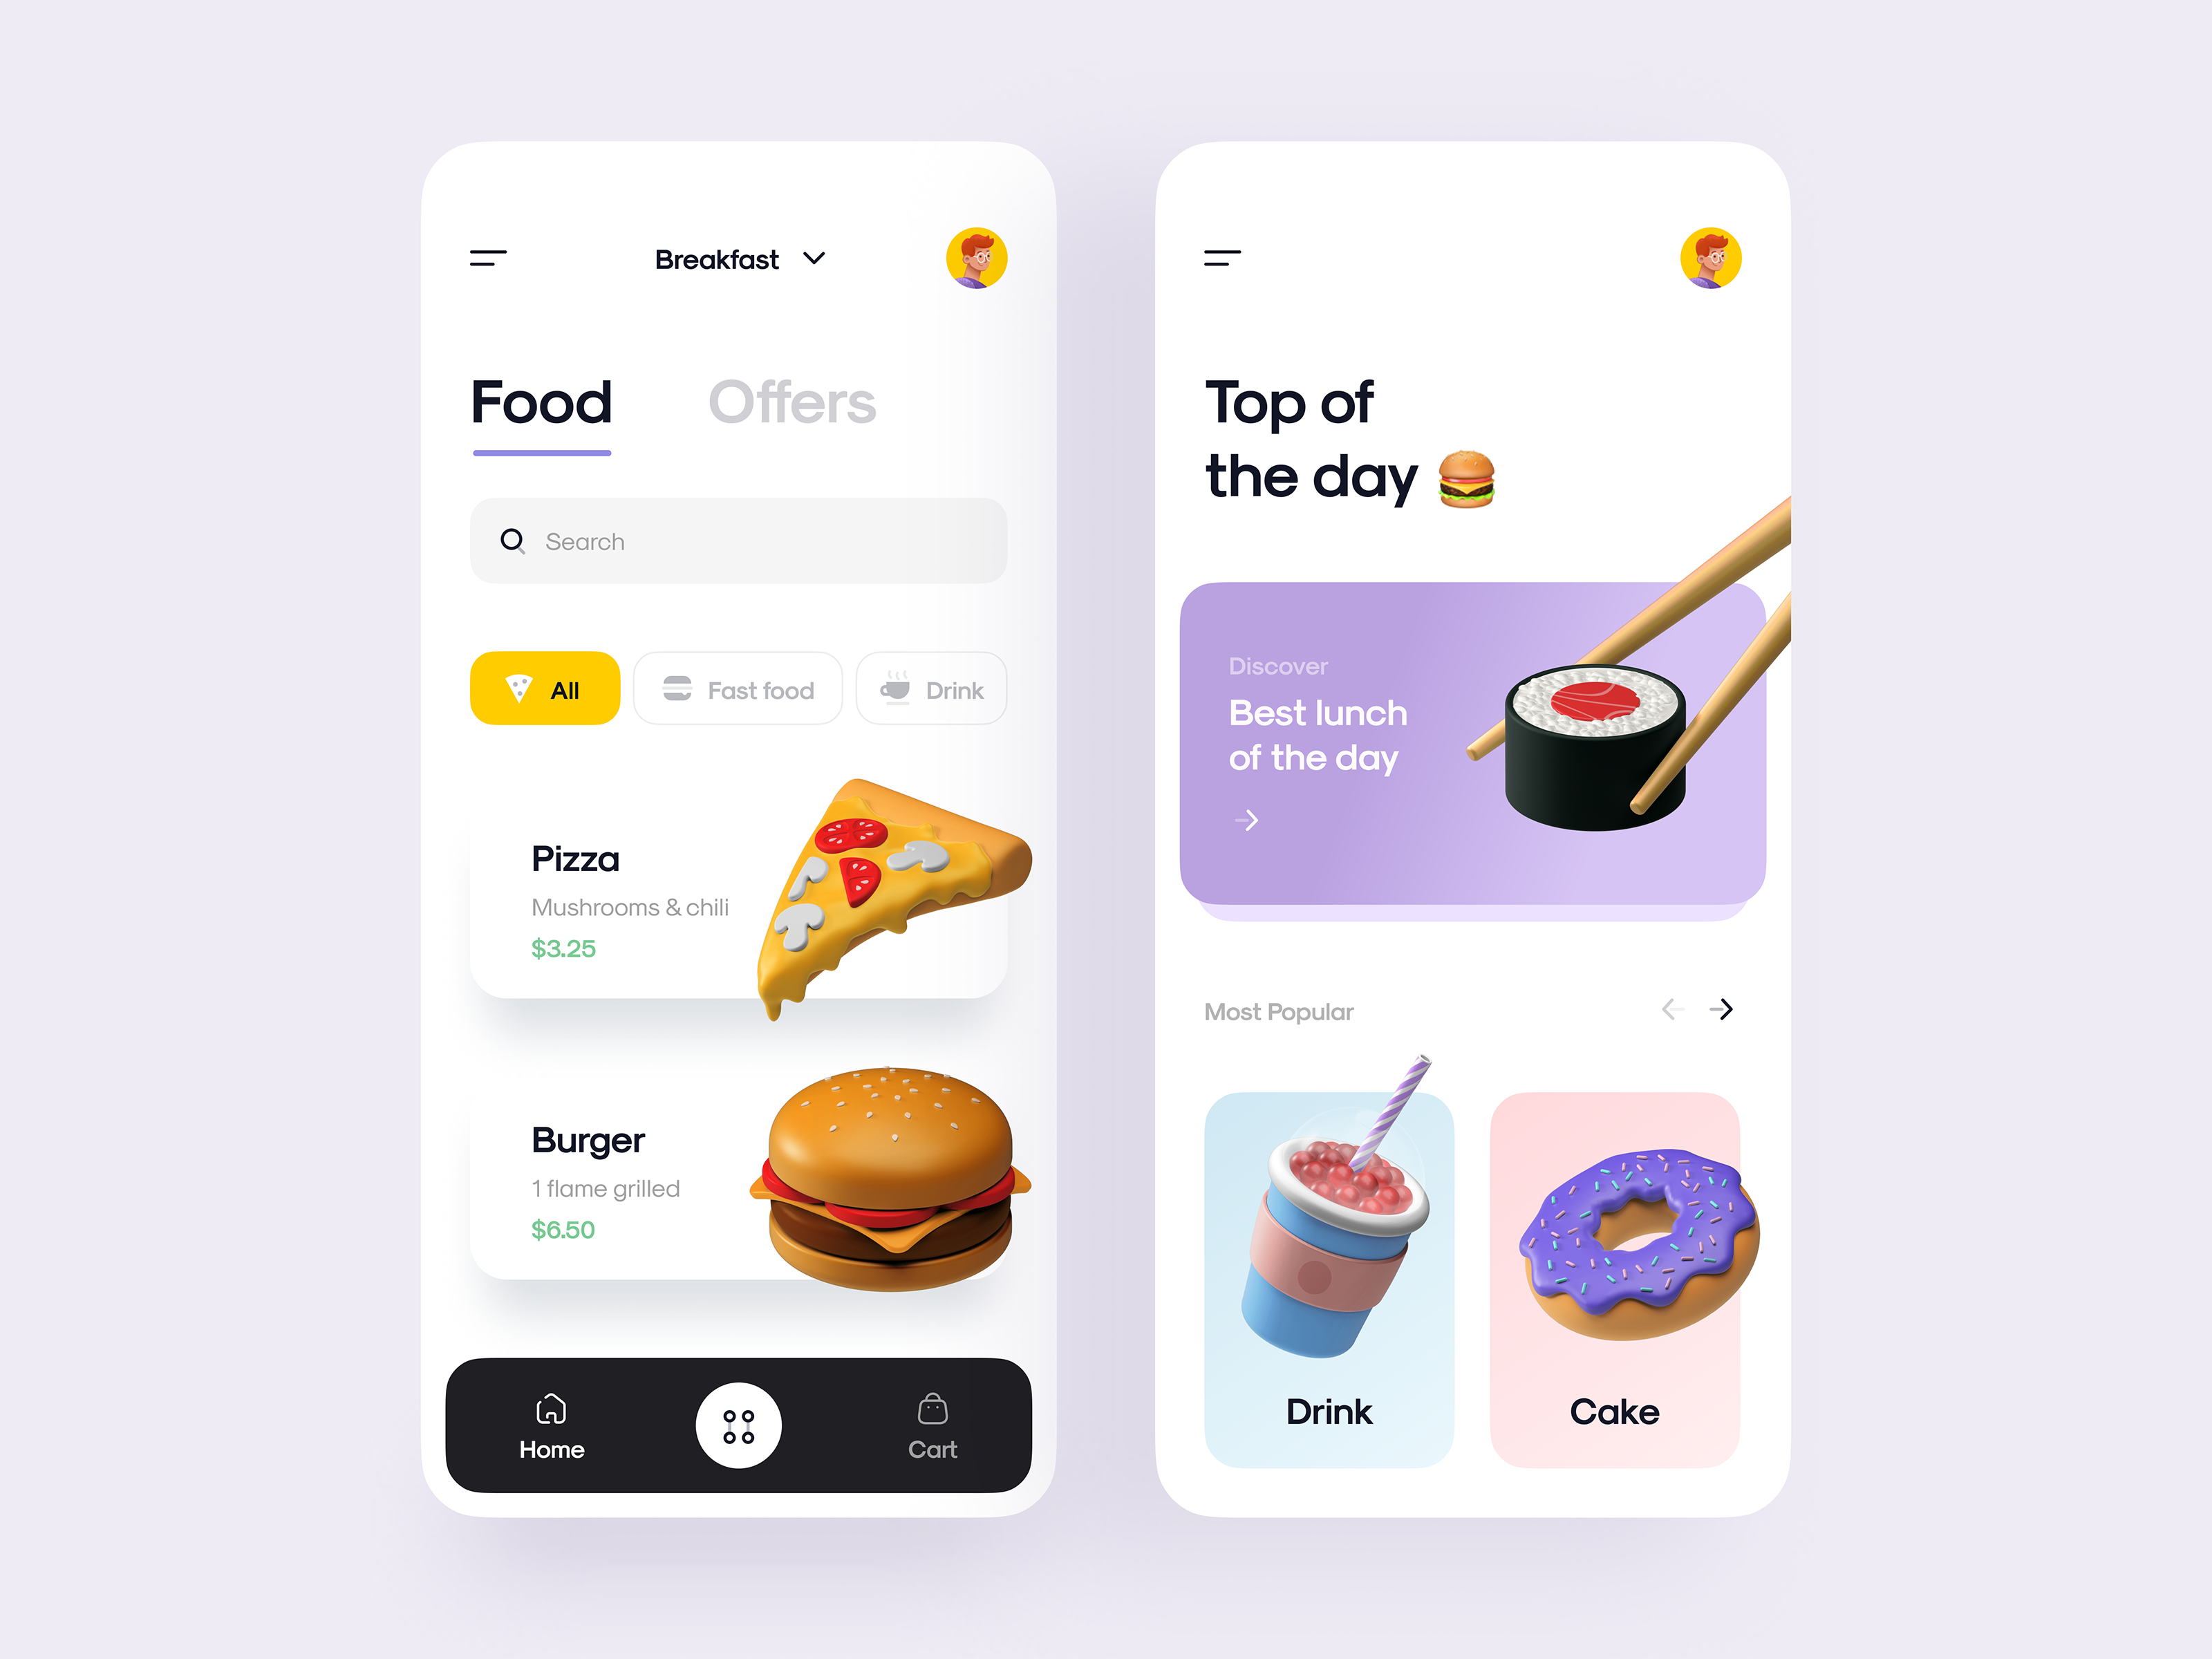 Breakfast
Food
Offers
Search
All
Fast food
Drink
Pizza
Mushrooms & chili
$3.25
Burger
1 flame grilled
$6.50
Home
Cart
Top of
the day 🍔
Discover
Best lunch
of the day
Most Popular
Drink
Cake